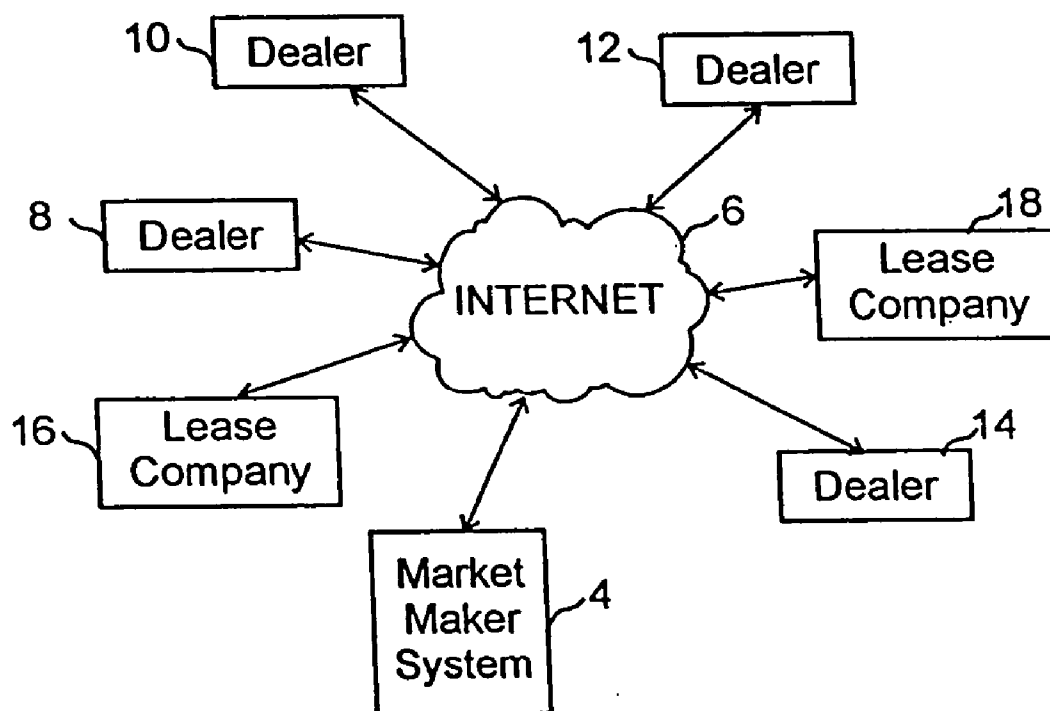 10
Dealer
12
Dealer
8
Dealer
6
18
Lease
Company
INTERNET
16
Lease
Company
14
Dealer
Market
Maker
System
4